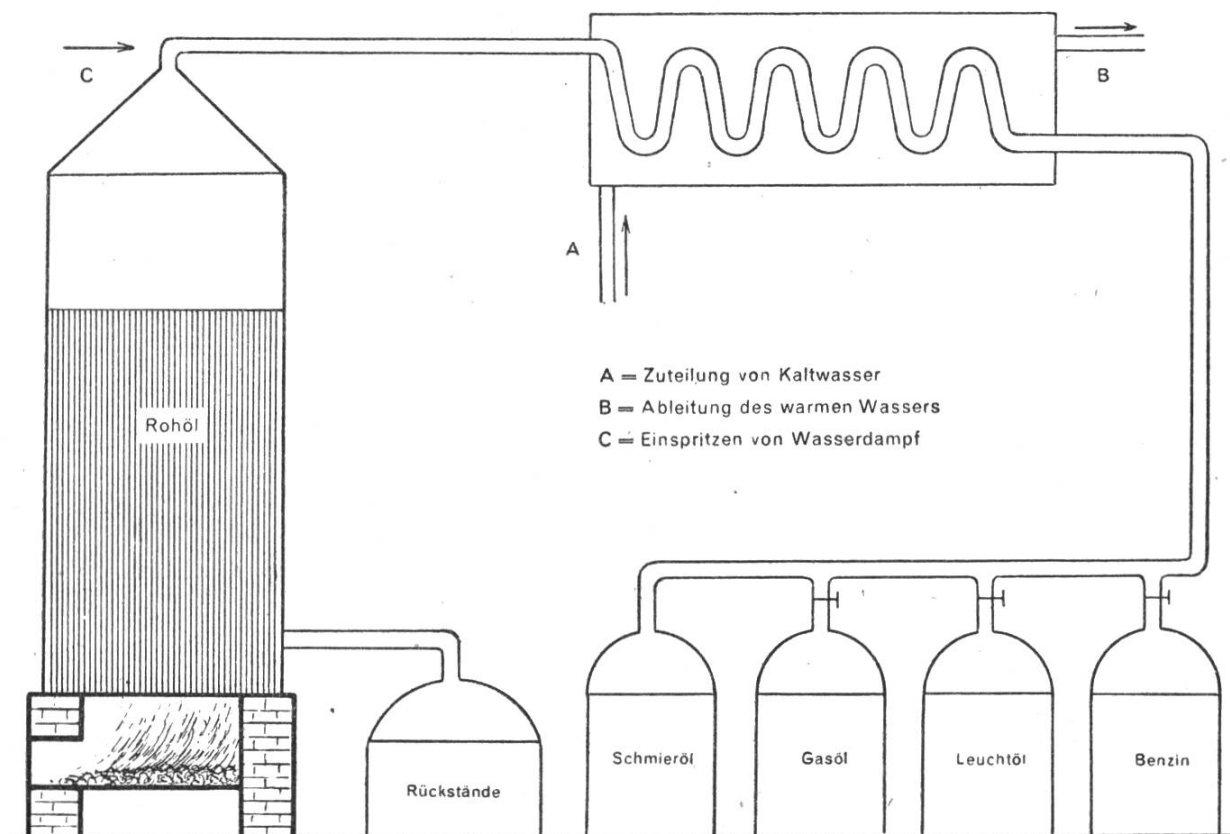 C
B
A
A = Zuteilung von Kaltwasser
B = Ableitung des warmen Wassers
C = Einspritzen von Wasserdampf
Rohöl
Schmieröl
Gasöl
Leuchtöl
Benzin
Rückstände